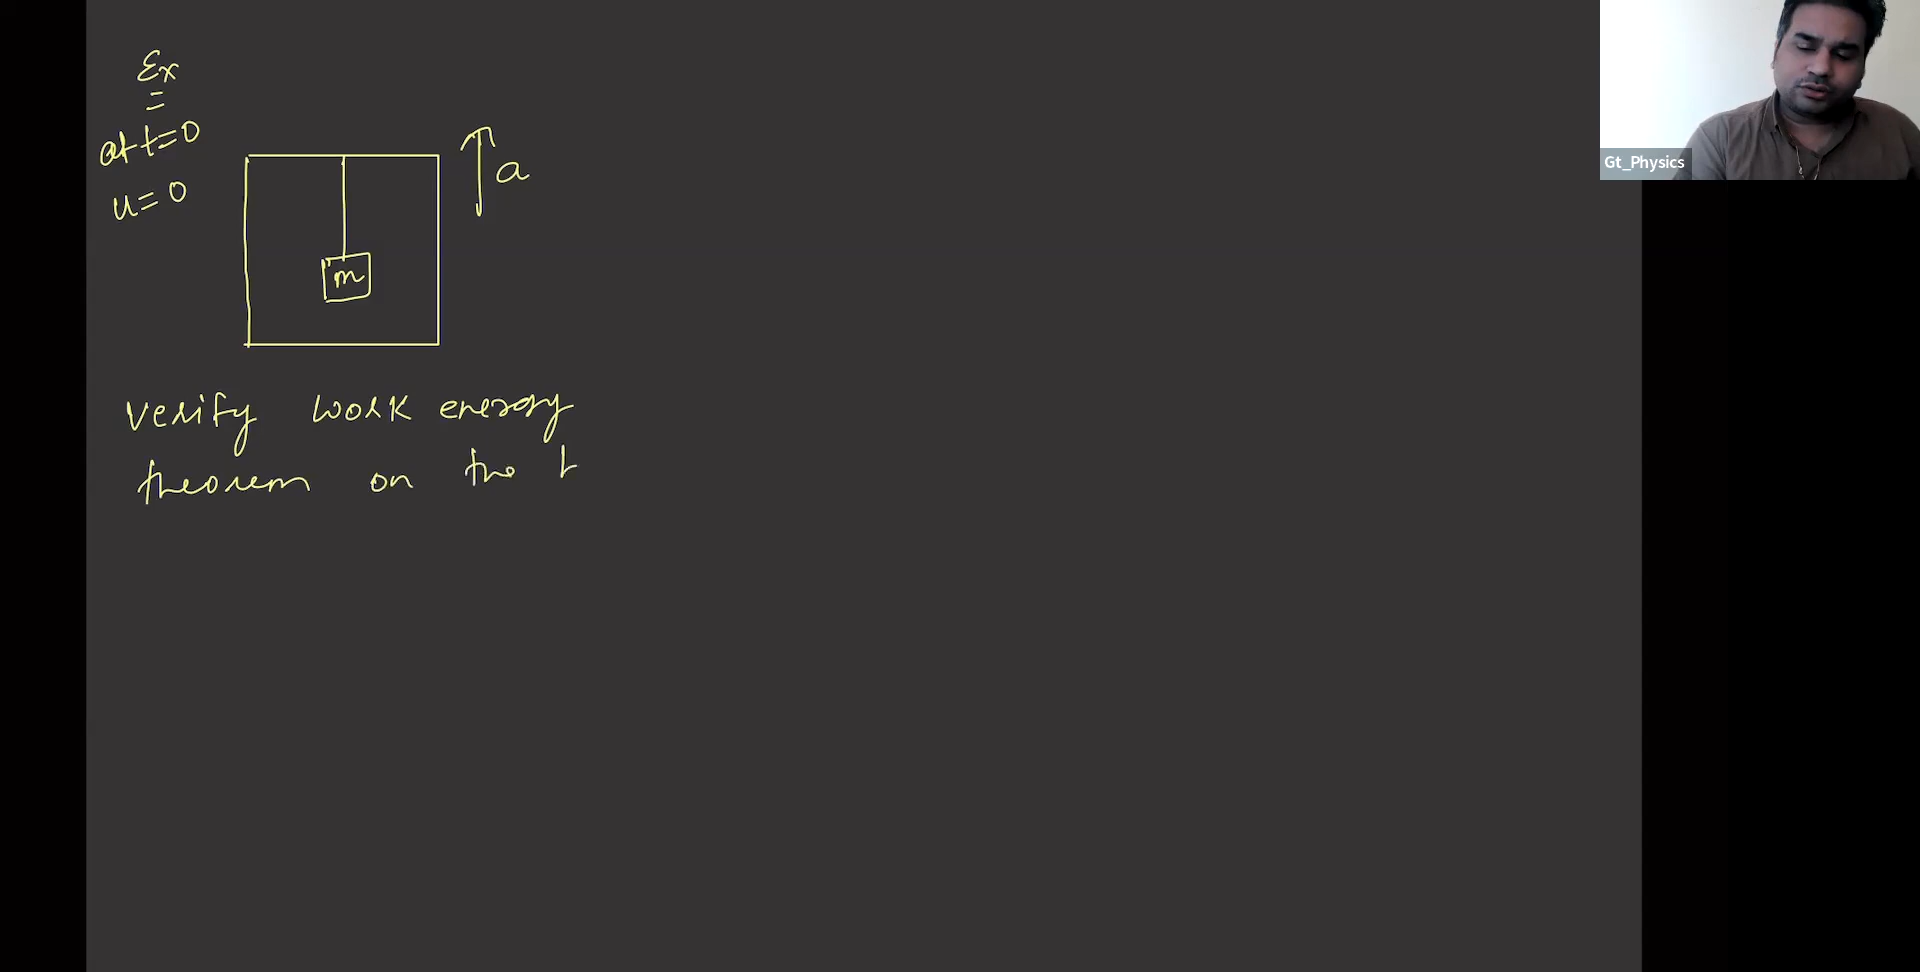 Ex
at t=0
u=0
a
m
verify work energy
theorem on the
Gt_Physics